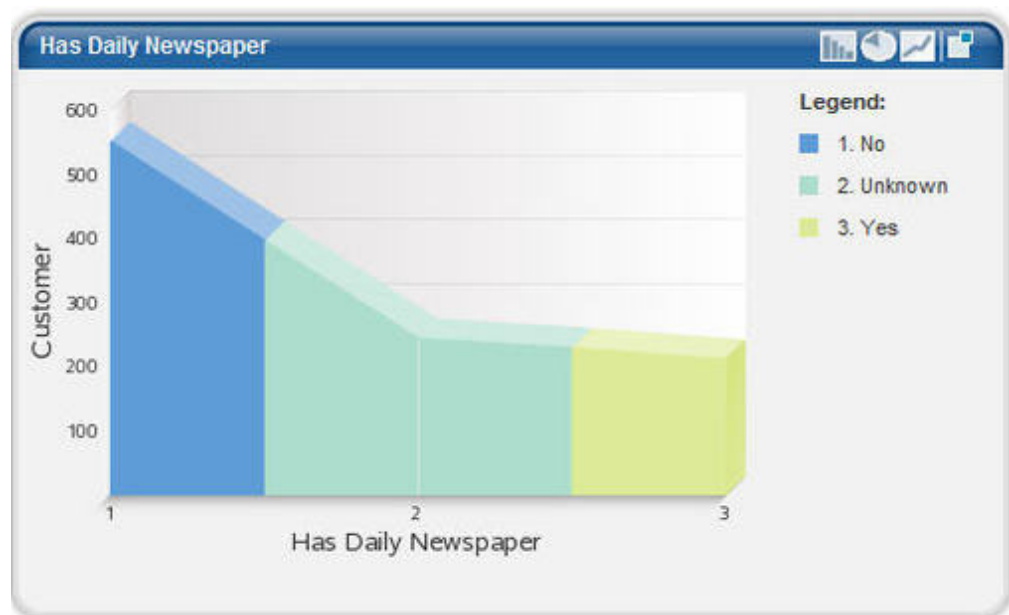 Has Daily Newspaper
600
500
400
300
200
100
Customer
1 2 3
Has Daily Newspaper
Legend:
1. No
2. Unknown
3. Yes